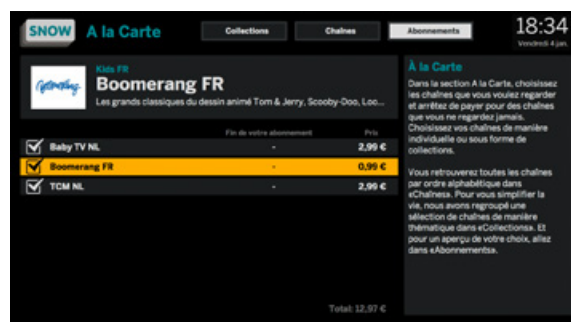 SNOW A la Carte Collections Chaînes Abonnements 18:34
Vendredi 4 jan.
Kids FR
Boomerang FR
Les grands classiques du dessin animé Tom & Jerry, Scooby-Doo, Loo...
Fin de votre abonnement Prix
Baby TV NL - 2,99 €
Boomerang FR - 0,99 €
TCM NL - 2,99 €
Total: 12,97 €
À la Carte
Dans la section A la Carte, choisissez
les chaînes que vous voulez regarder
et arrêtez de payer pour des chaînes
que vous ne regardez jamais.
Choisissez vos chaînes de manière
individuelle ou sous forme de
collections.
Vous retrouverez toutes les chaînes
par ordre alphabétique dans
«Chaînes». Pour vous simplifier la
vie, nous avons regroupé une
sélection de chaînes de manière
thématique dans «Collections». Et
pour un aperçu de votre choix, allez
dans «Abonnements».